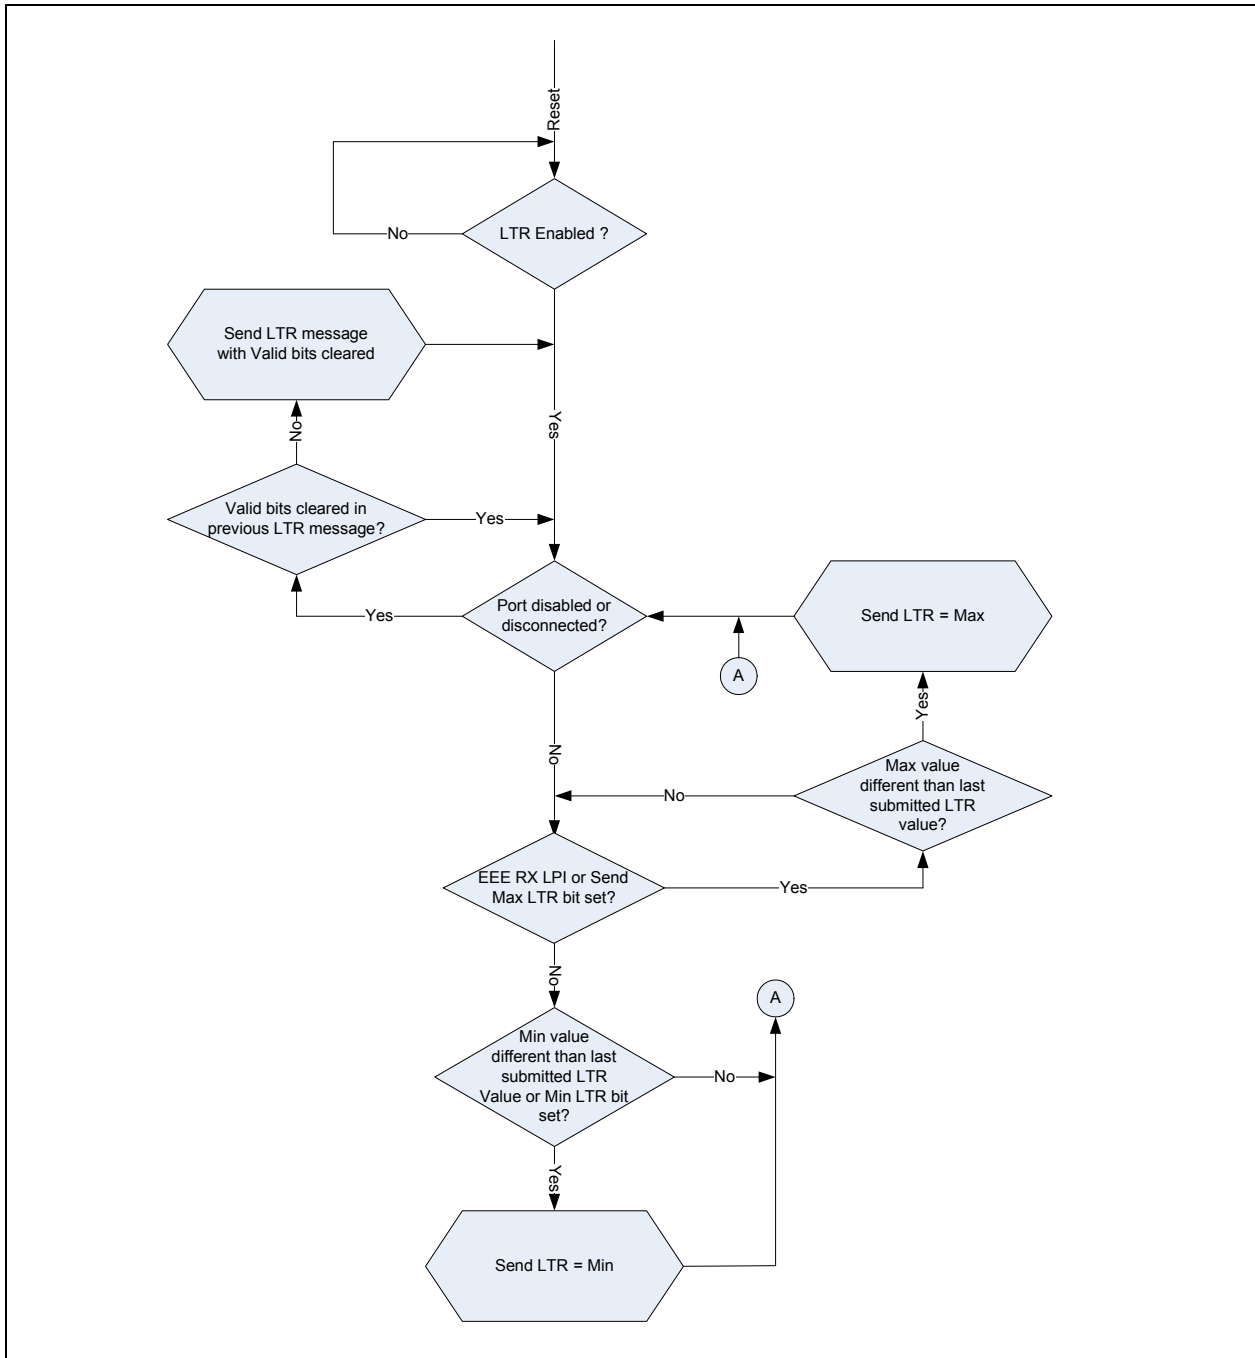 Reset
LTR Enabled ?
No
Send LTR message
with Valid bits cleared
No
Yes
Valid bits cleared in
previous LTR message?
Yes
Port disabled or
disconnected?
Yes
Send LTR = Max
A
Yes
No
Max value
different than last
submitted LTR
value?
No
EEE RX LPI or Send
Max LTR bit set?
Yes
No
A
Min value
different than last
submitted LTR
Value or Min LTR bit
set?
No
Yes
Send LTR = Min